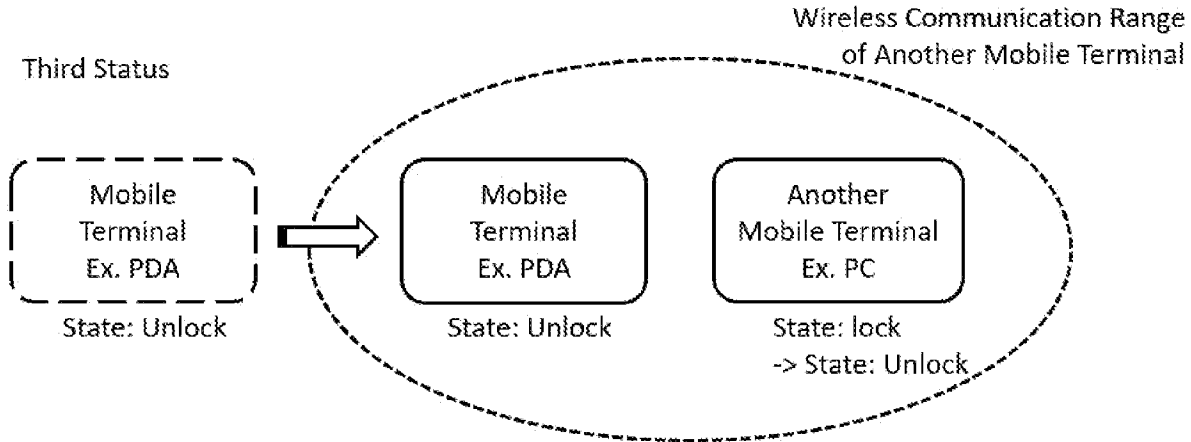 Wireless Communication Range
of Another Mobile Terminal
Third Status
Mobile
Terminal
Ex. PDA
State: Unlock
Mobile
Terminal
Ex. PDA
State: Unlock
Another
Mobile Terminal
Ex. PC
State: lock
-> State: Unlock